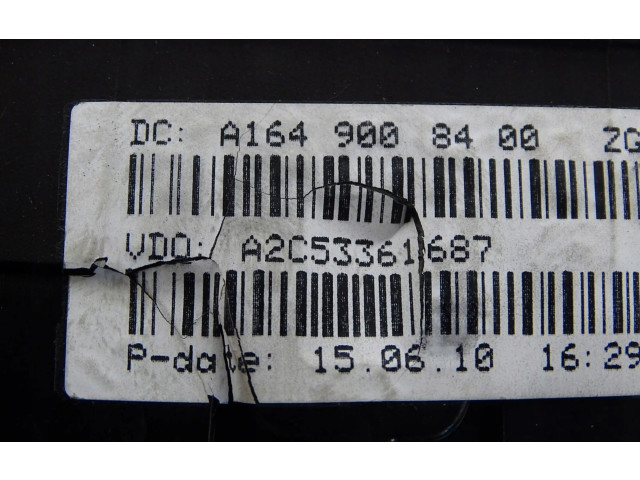 DC: A164 900 84 00 ZG
VDO: A2C53361687
P-date: 15.06.10 16:29